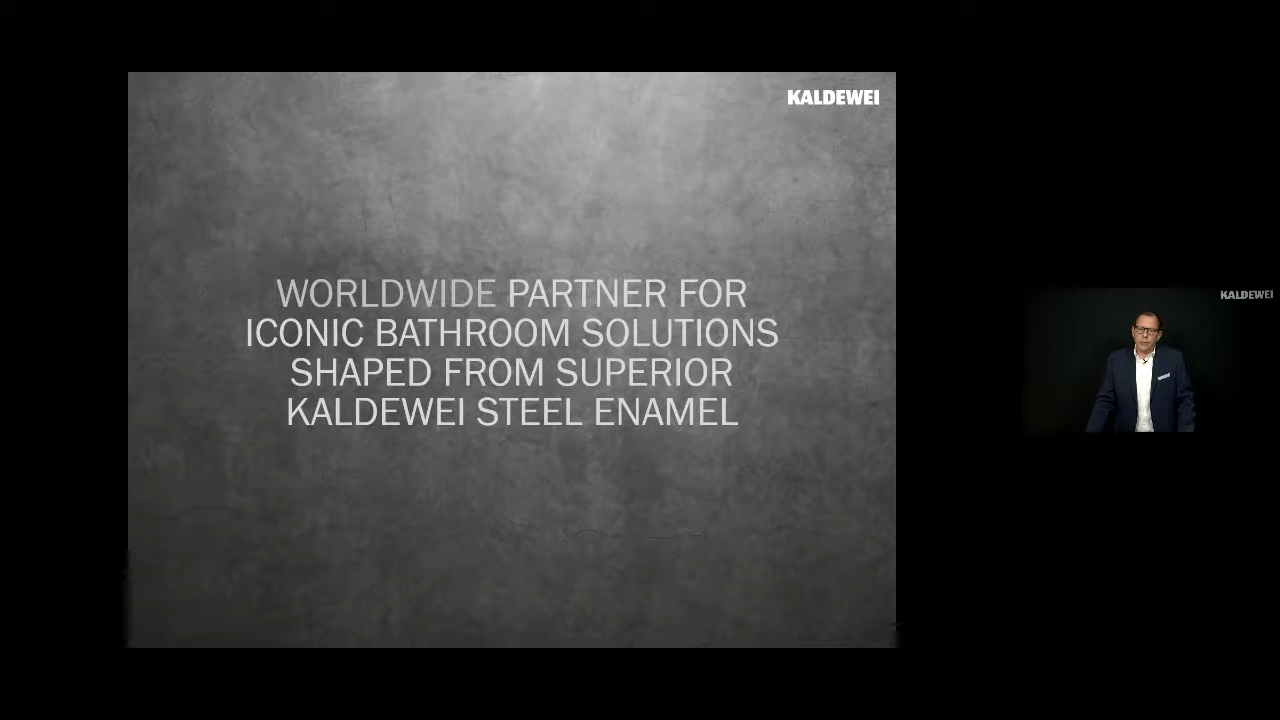 KALDEWEI
WORLDWIDE PARTNER FOR
ICONIC BATHROOM SOLUTIONS
SHAPED FROM SUPERIOR
KALDEWEI STEEL ENAMEL
KALDEWEI